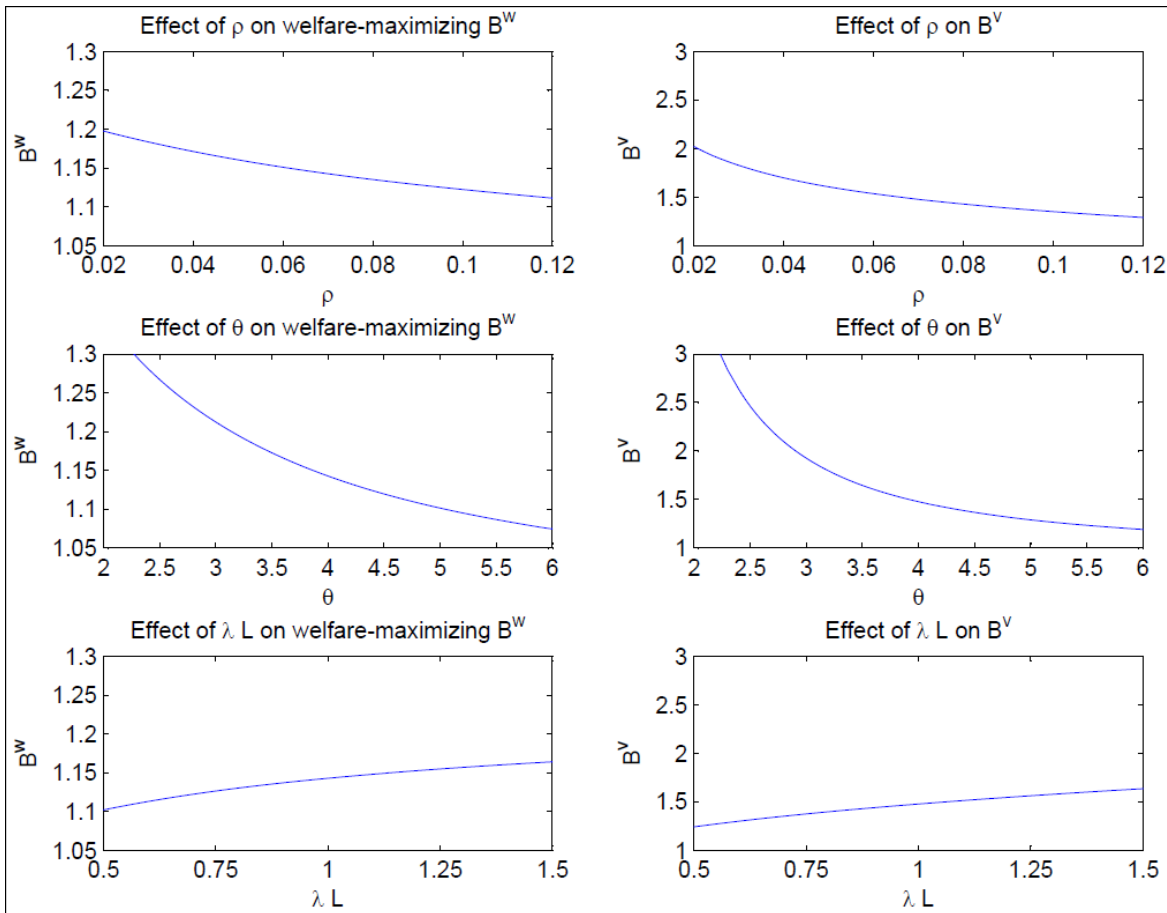 Effect of ρ on welfare-maximizing B^W
1.3
1.25
1.2
1.15
1.1
1.05
B^W
0.02 0.04 0.06 0.08 0.1 0.12
ρ
Effect of ρ on B^V
3
2.5
2
1.5
1
B^V
0.02 0.04 0.06 0.08 0.1 0.12
ρ
Effect of θ on welfare-maximizing B^W
1.3
1.25
1.2
1.15
1.1
1.05
B^W
2 2.5 3 3.5 4 4.5 5 5.5 6
θ
Effect of θ on B^V
3
2.5
2
1.5
1
B^V
2 2.5 3 3.5 4 4.5 5 5.5 6
θ
Effect of λ L on welfare-maximizing B^W
1.3
1.25
1.2
1.15
1.1
1.05
B^W
0.5 0.75 1 1.25 1.5
λ L
Effect of λ L on B^V
3
2.5
2
1.5
1
B^V
0.5 0.75 1 1.25 1.5
λ L